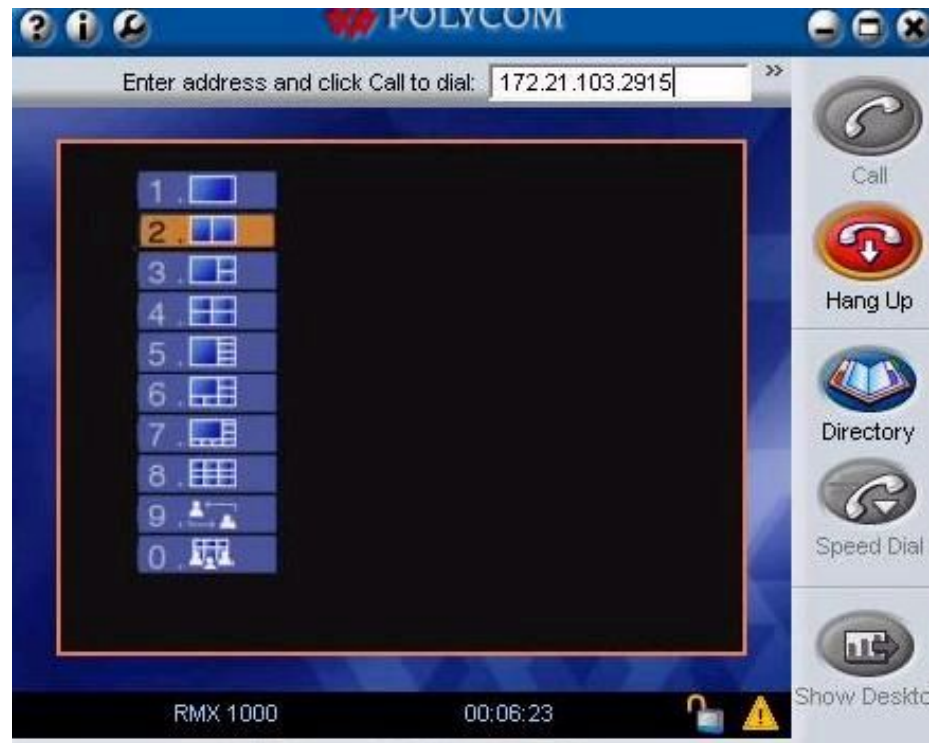 POLYCOM
Enter address and click Call to dial: 172.21.103.2915 >>
Call
Hang Up
Directory
Speed Dial
Show Deskto
1.
2.
3.
4.
5.
6.
7.
8.
9.
0.
RMX 1000 00:06:23